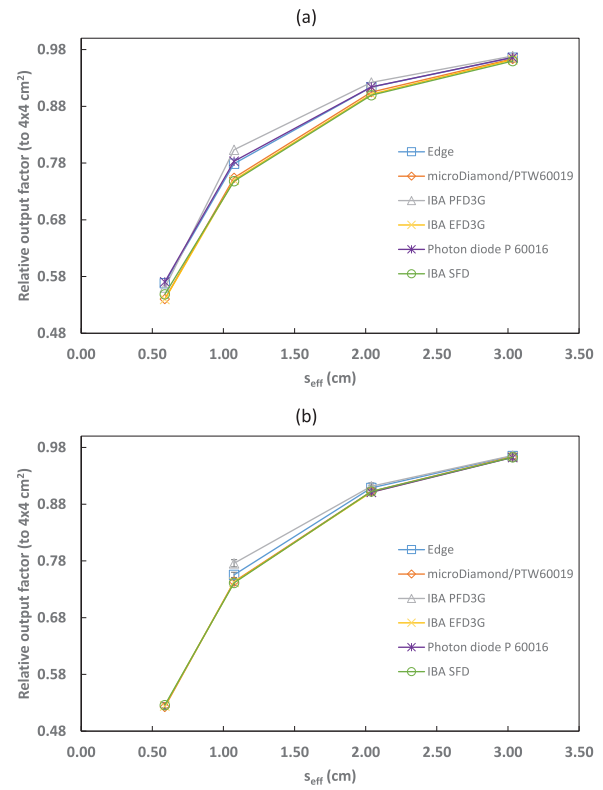 (a)
Relative output factor (to 4x4 cm²)
0.98
0.88
0.78
0.68
0.58
0.48
Edge
microDiamond/PTW60019
IBA PFD3G
IBA EFD3G
Photon diode P 60016
IBA SFD
0.00 0.50 1.00 1.50 2.00 2.50 3.00 3.50
s_eff (cm)
(b)
Relative output factor (to 4x4 cm²)
0.98
0.88
0.78
0.68
0.58
0.48
Edge
microDiamond/PTW60019
IBA PFD3G
IBA EFD3G
Photon diode P 60016
IBA SFD
0.00 0.50 1.00 1.50 2.00 2.50 3.00 3.50
s_eff (cm)